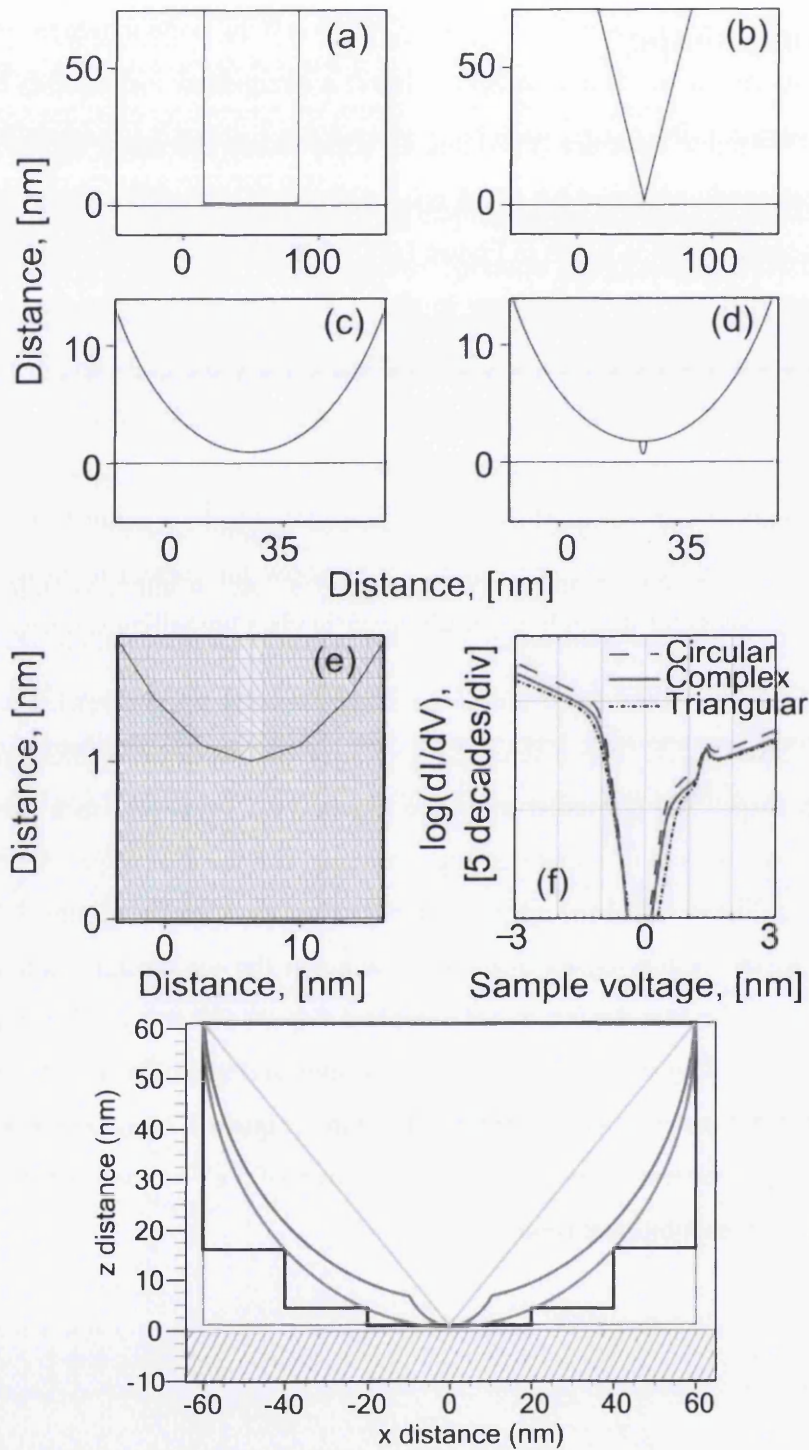 (a)
(b)
50
50
0
0
0
100
0
100
Distance, [nm]
(c)
(d)
10
10
0
0
0
35
0
35
Distance, [nm]
(e)
Distance, [nm]
1
0
0
10
Distance, [nm]
Circular
Complex
Triangular
log(dI/dV),
[5 decades/div]
(f)
−3
0
3
Sample voltage, [nm]
z distance (nm)
60
50
40
30
20
10
0
-10
-60
-40
-20
0
20
40
60
x distance (nm)